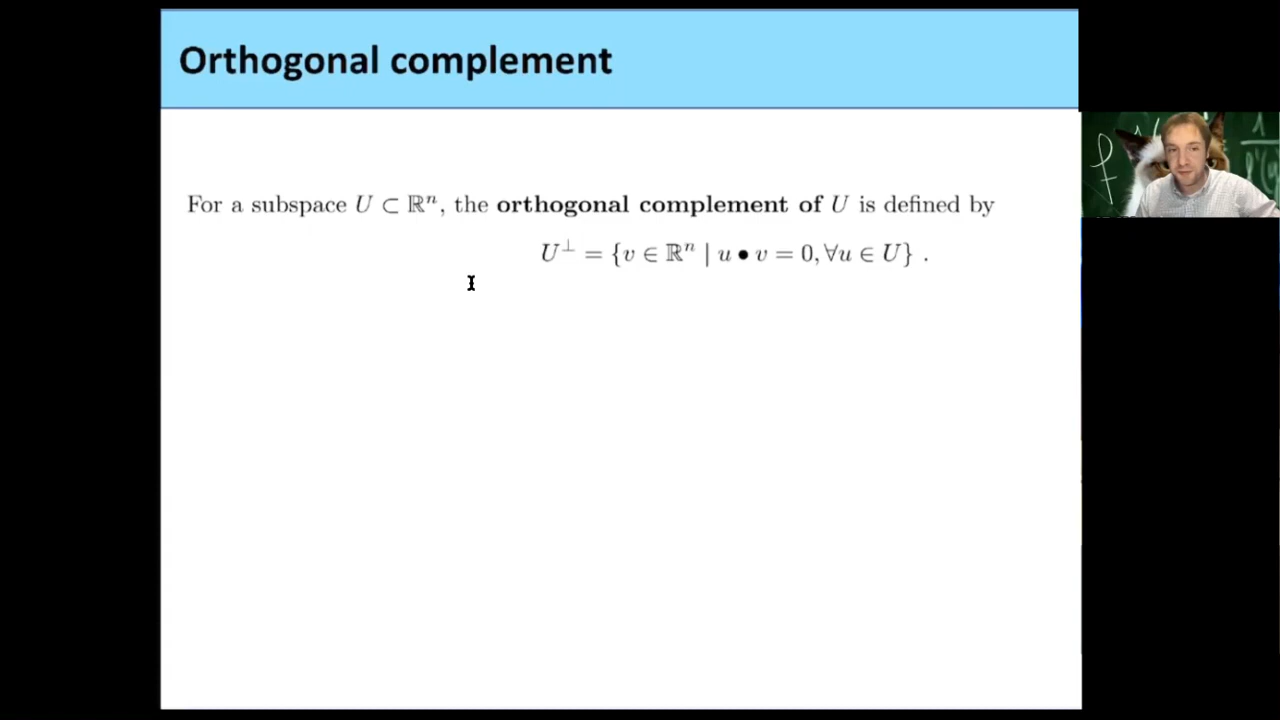 Orthogonal complement
For a subspace U ⊂ ℝⁿ, the orthogonal complement of U is defined by
U^⊥ = {v ∈ ℝⁿ | u • v = 0, ∀u ∈ U} .